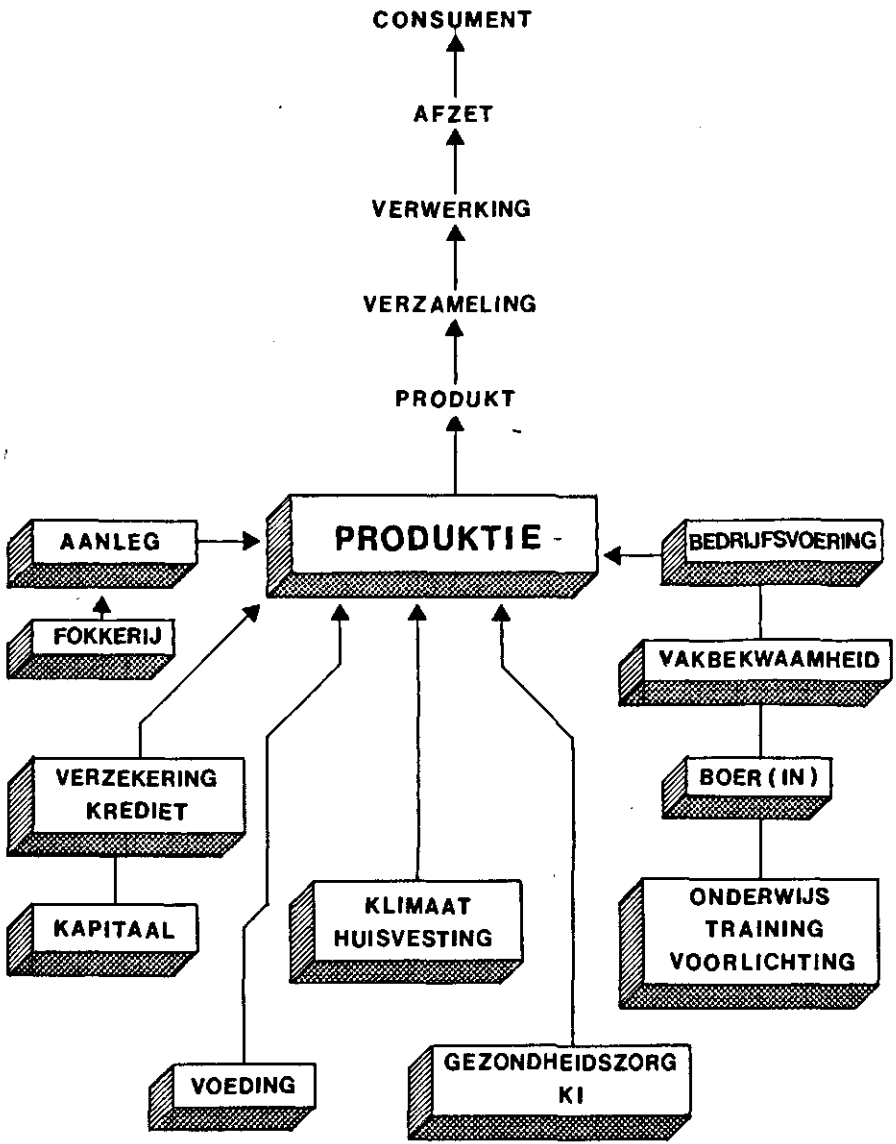 CONSUMENT
AFZET
VERWERKING
VERZAMELING
PRODUKT
PRODUKTIE
AANLEG
BEDRIJFSVOERING
FOKKERIJ
VAKBEKWAAMHEID
VERZEKERING
KREDIET
BOER (IN)
KAPITAAL
KLIMAAT
HUISVESTING
ONDERWIJS
TRAINING
VOORLICHTING
VOEDING
GEZONDHEIDSZORG
KI